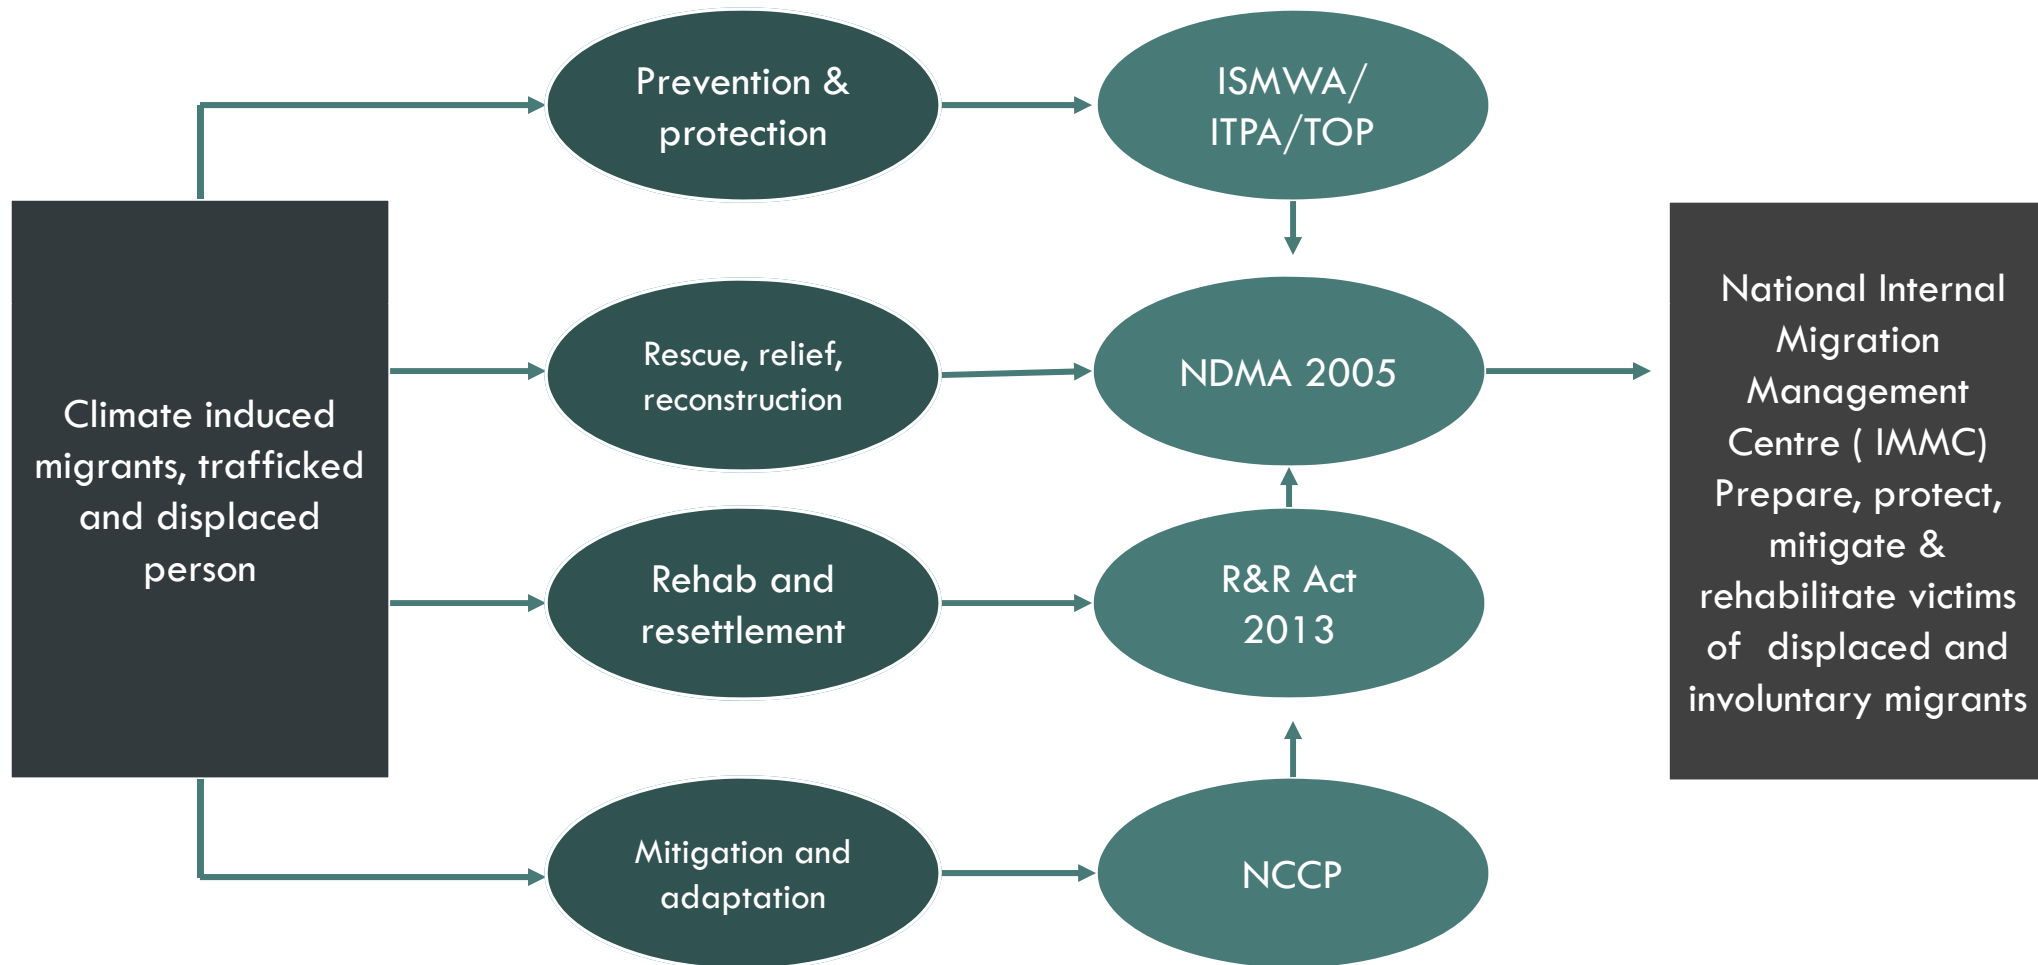 Prevention &
protection
ISMWA/
ITPA/TOP
Climate induced
migrants, trafficked
and displaced
person
Rescue, relief,
reconstruction
NDMA 2005
Rehab and
resettlement
R&R Act
2013
Mitigation and
adaptation
NCCP
National Internal
Migration
Management
Centre ( IMMC)
Prepare, protect,
mitigate &
rehabilitate victims
of displaced and
involuntary migrants